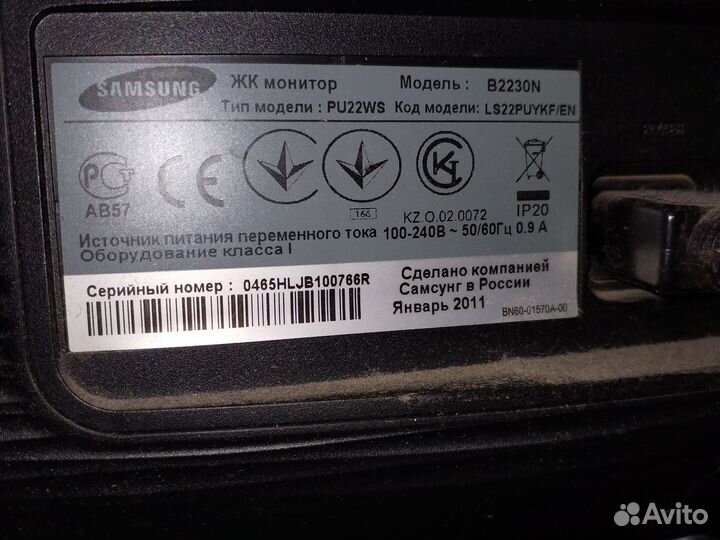 SAMSUNG ЖК монитор Модель : B2230N
Тип модели : PU22WS Код модели: LS22PUYKF/EN
АВ57 KZ.O.02.0072 IP20
Источник питания переменного тока 100-240В ~ 50/60Гц 0.9 А
Оборудование класса I
Серийный номер : 0465HLJB100766R
Сделано компанией
Самсунг в России
Январь 2011 BN68-01570A-00
POWER
Avito